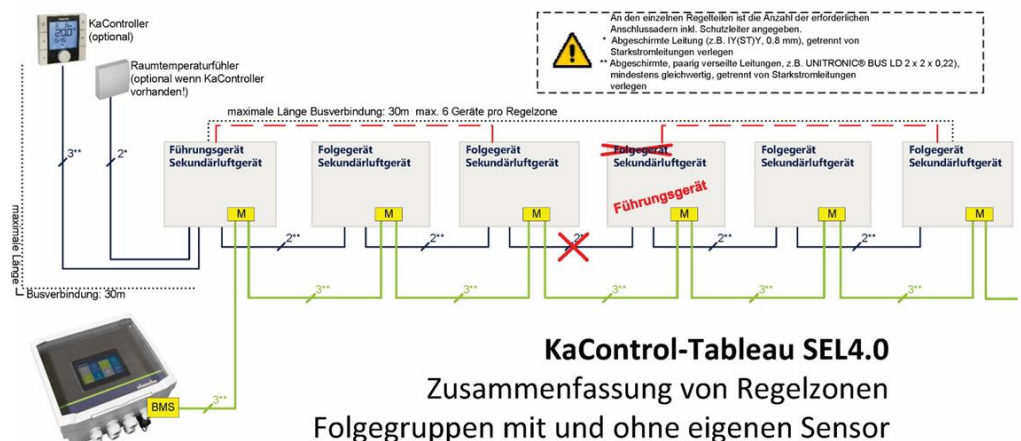 KaController
(optional)
Raumtemperaturfühler
(optional wenn KaController
vorhanden!)
An den einzelnen Regelteilen ist die Anzahl der erforderlichen
Anschlussadern inkl. Schutzleiter angegeben.
* Abgeschirmte Leitung (z.B. IY(ST)Y, 0.8 mm), getrennt von
Starkstromleitungen verlegen
** Abgeschirmte, paarig verseilte Leitungen, z.B. UNITRONIC® BUS LD 2 x 2 x 0,22),
mindestens gleichwertig, getrennt von Starkstromleitungen
verlegen
maximale Länge Busverbindung: 30m max. 6 Geräte pro Regelzone
3**
2*
Führungsgerät
Sekundärluftgerät
M
Folgegerät
Sekundärluftgerät
M
Folgegerät
Sekundärluftgerät
M
Folgegerät
Sekundärluftgerät
Führungsgerät
M
Folgegerät
Sekundärluftgerät
M
Folgegerät
Sekundärluftgerät
M
2**
2**
2*
2**
2**
maximale Länge
Busverbindung: 30m
3**
3**
3**
3**
3**
BMS
3**
KaControl-Tableau SEL4.0
Zusammenfassung von Regelzonen
Folgegruppen mit und ohne eigenen Sensor